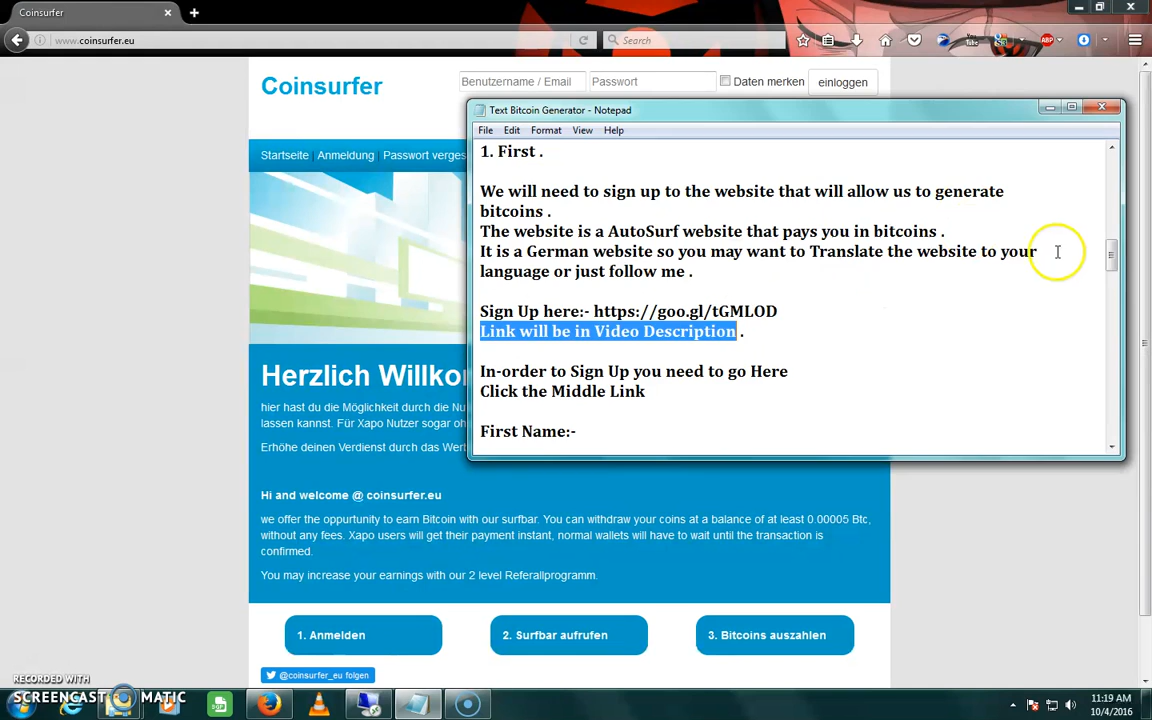 Coinsurfer
www.coinsurfer.eu
Search
You Tube
ABP
Coinsurfer
Benutzername / Email
Passwort
Daten merken
einloggen
Startseite | Anmeldung | Passwort verges
Text Bitcoin Generator - Notepad
File Edit Format View Help
1. First .
We will need to sign up to the website that will allow us to generate
bitcoins .
The website is a AutoSurf website that pays you in bitcoins .
It is a German website so you may want to Translate the website to your
language or just follow me .
Sign Up here:- https://goo.gl/tGMLOD
Link will be in Video Description .
In-order to Sign Up you need to go Here
Click the Middle Link
First Name:-
Herzlich Willko
hier hast du die Möglichkeit durch die Nu
lassen kannst. Für Xapo Nutzer sogar oh
Erhöhe deinen Verdienst durch das Wert
Hi and welcome @ coinsurfer.eu
we offer the oppurtunity to earn Bitcoin with our surfbar. You can withdraw your coins at a balance of at least 0.00005 Btc,
without any fees. Xapo users will get their payment instant, normal wallets will have to wait until the transaction is
confirmed.
You may increase your earnings with our 2 level Referallprogramm.
1. Anmelden
2. Surfbar aufrufen
3. Bitcoins auszahlen
@coinsurfer_eu folgen
RECORDED WITH
SCREENCAST MATIC
11:19 AM
10/4/2016